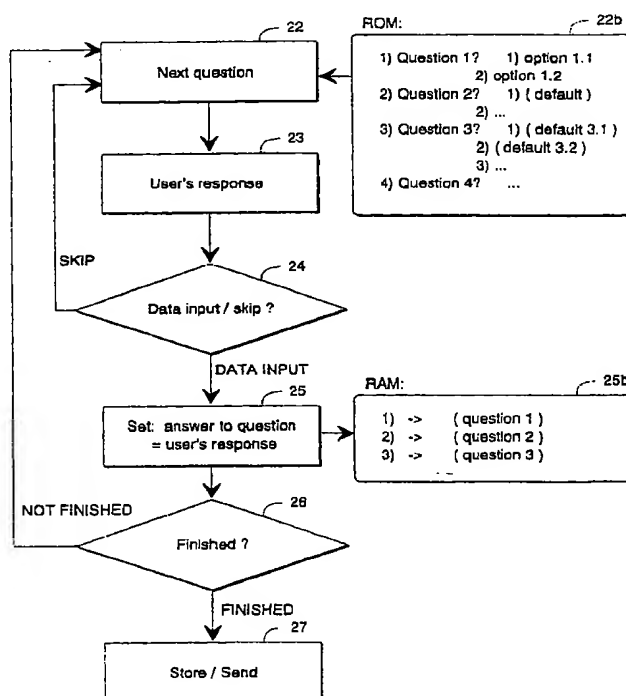 22
Next question
22b
ROM:
1) Question 1? 1) option 1.1
2) option 1.2
2) Question 2? 1) ( default )
2) ...
3) Question 3? 1) ( default 3.1 )
2) ( default 3.2 )
3) ...
4) Question 4? ...
23
User's response
SKIP
24
Data input / skip ?
DATA INPUT
25
Set: answer to question
= user's response
25b
RAM:
1) -> ( question 1 )
2) -> ( question 2 )
3) -> ( question 3 )
NOT FINISHED
26
Finished ?
FINISHED
27
Store / Send